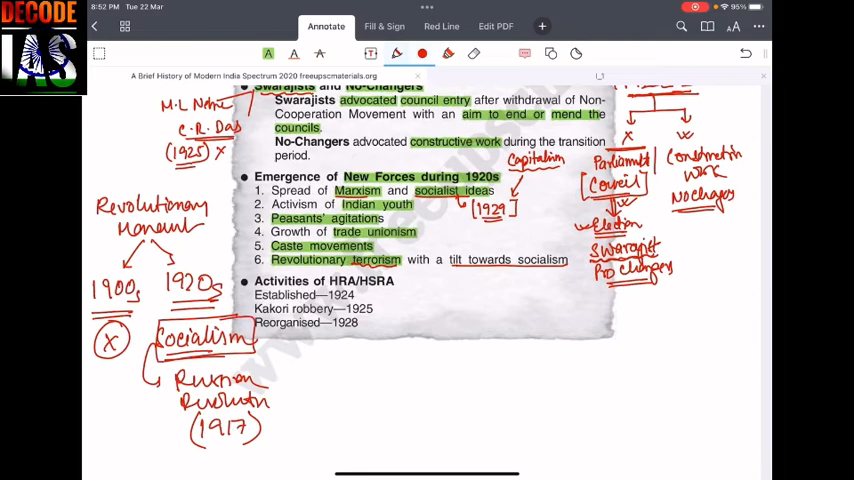 DECODE
IAS
8:52 PM Tue 22 Mar
95%
Annotate
Fill & Sign
Red Line
Edit PDF
A Brief History of Modern India Spectrum 2020 freeupscmaterials.org
Swarajists and No-Changers
Swarajists advocated council entry after withdrawal of Non-
Cooperation Movement with an aim to end or mend the
councils.
No-Changers advocated constructive work during the transition
period.
Emergence of New Forces during 1920s
1. Spread of Marxism and socialist ideas
2. Activism of Indian youth
3. Peasants' agitations
4. Growth of trade unionism
5. Caste movements
6. Revolutionary terrorism with a tilt towards socialism
Activities of HRA/HSRA
Established—1924
Kakori robbery—1925
Reorganised—1928
C.R. Das
(1925) X
Capitalism
[1929]
Revolutionary
1900s
1920s
X
Socialism
Russian
(1917)
X
Parliament
[Council]
Election
Swarajist
Pro Changers
Work
No changers